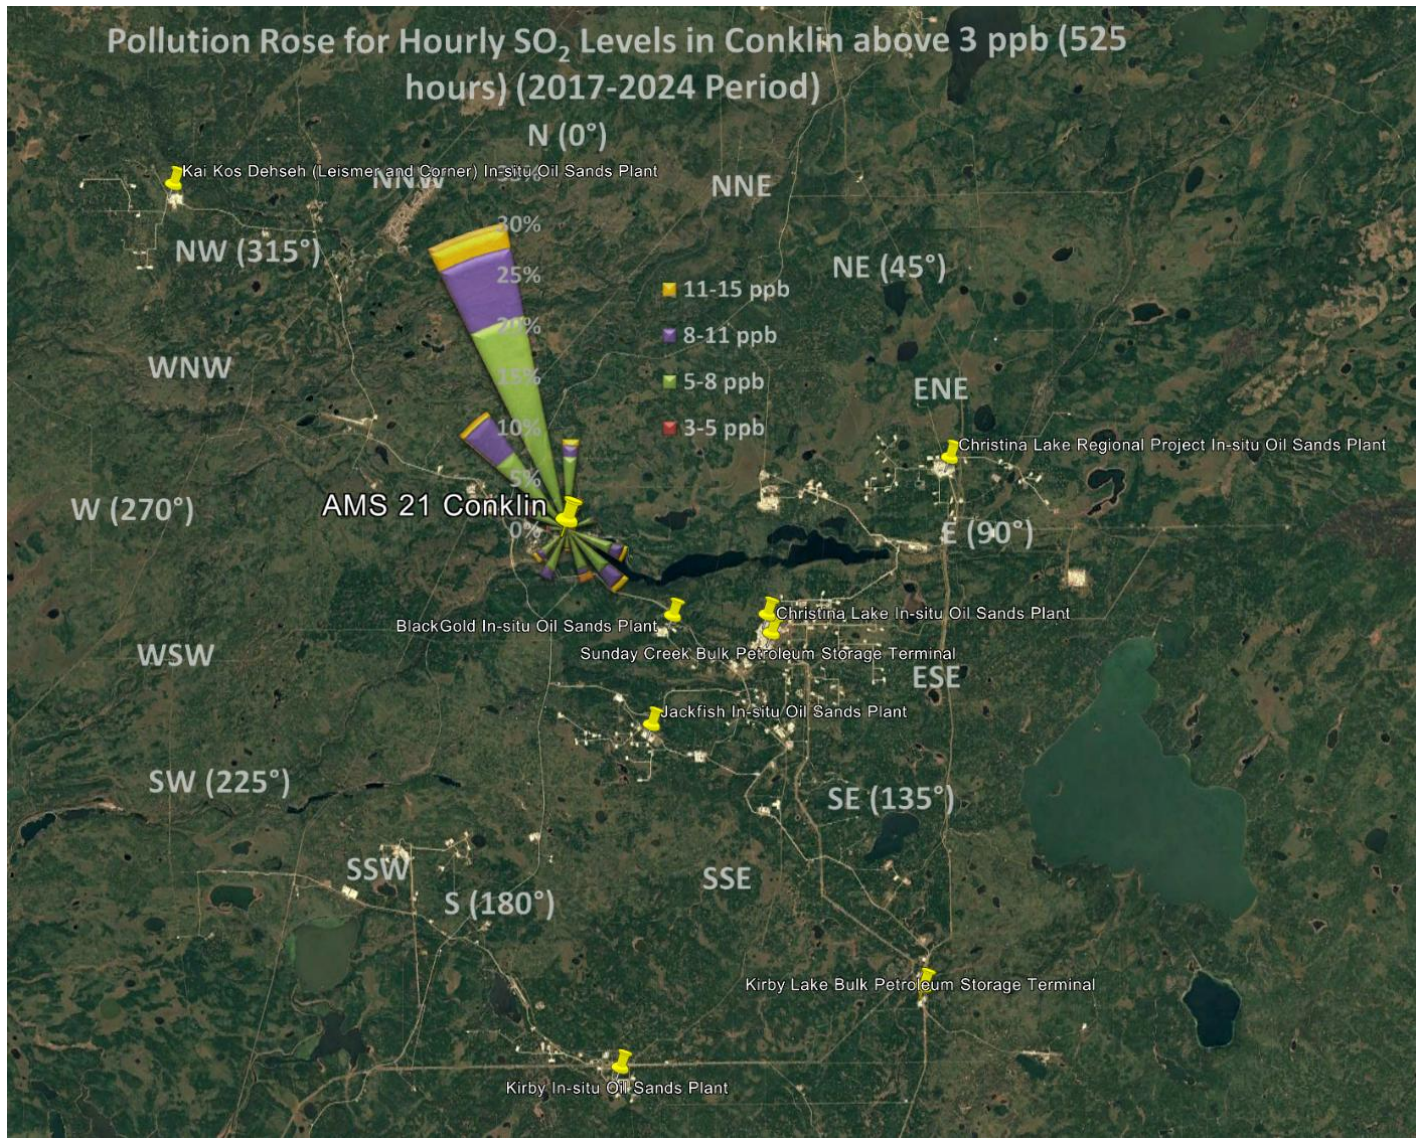 Pollution Rose for Hourly SO₂ Levels in Conklin above 3 ppb (525
hours) (2017-2024 Period)
N (0°)
Kai Kos Dehseh (Leismer and Corner) In-situ Oil Sands Plant
35%
NNW
NNE
30%
NW (315°)
NE (45°)
25%
11-15 ppb
20%
8-11 ppb
WNW
15%
5-8 ppb
ENE
10%
3-5 ppb
Christina Lake Regional Project In-situ Oil Sands Plant
5%
AMS 21 Conklin
W (270°)
0%
E (90°)
Christina Lake In-situ Oil Sands Plant
BlackGold In-situ Oil Sands Plant
WSW
Sunday Creek Bulk Petroleum Storage Terminal
ESE
Jackfish In-situ Oil Sands Plant
SW (225°)
SE (135°)
SSW
SSE
S (180°)
Kirby Lake Bulk Petroleum Storage Terminal
Kirby In-situ Oil Sands Plant